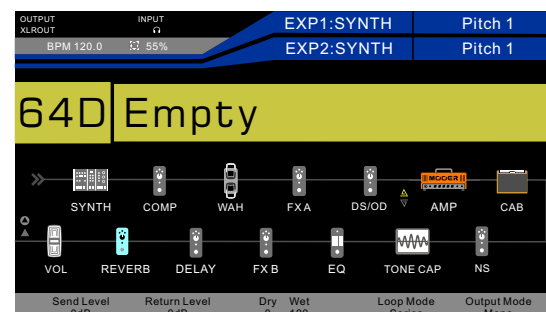 OUTPUT INPUT EXP1:SYNTH Pitch 1
XLROUT
BPM 120.0 55% EXP2:SYNTH Pitch 1
64D Empty
MOOER
SYNTH COMP WAH FX A DS/OD AMP CAB
VOL REVERB DELAY FX B EQ TONE CAP NS
Send Level Return Level Dry Wet Loop Mode Output Mode